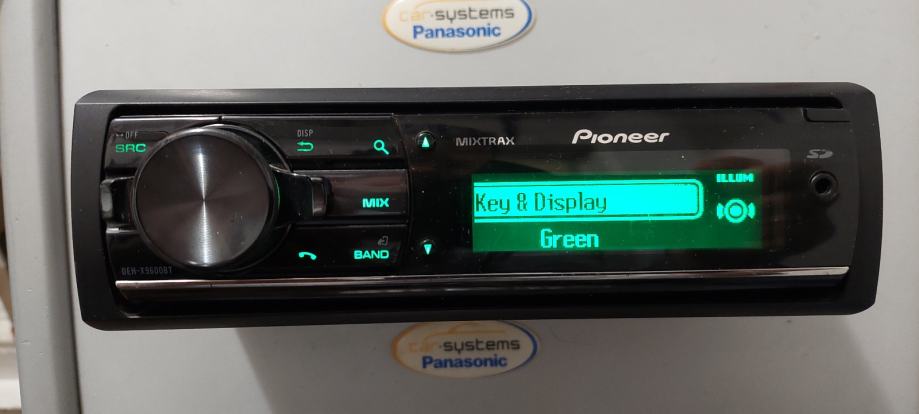 car·systems
Panasonic
OFF
SRC
DISP
MIXTRAX
Pioneer
SD
ILLUM
MIX
Key & Display
Green
BAND
DEH-X9600BT
car·systems
Panasonic